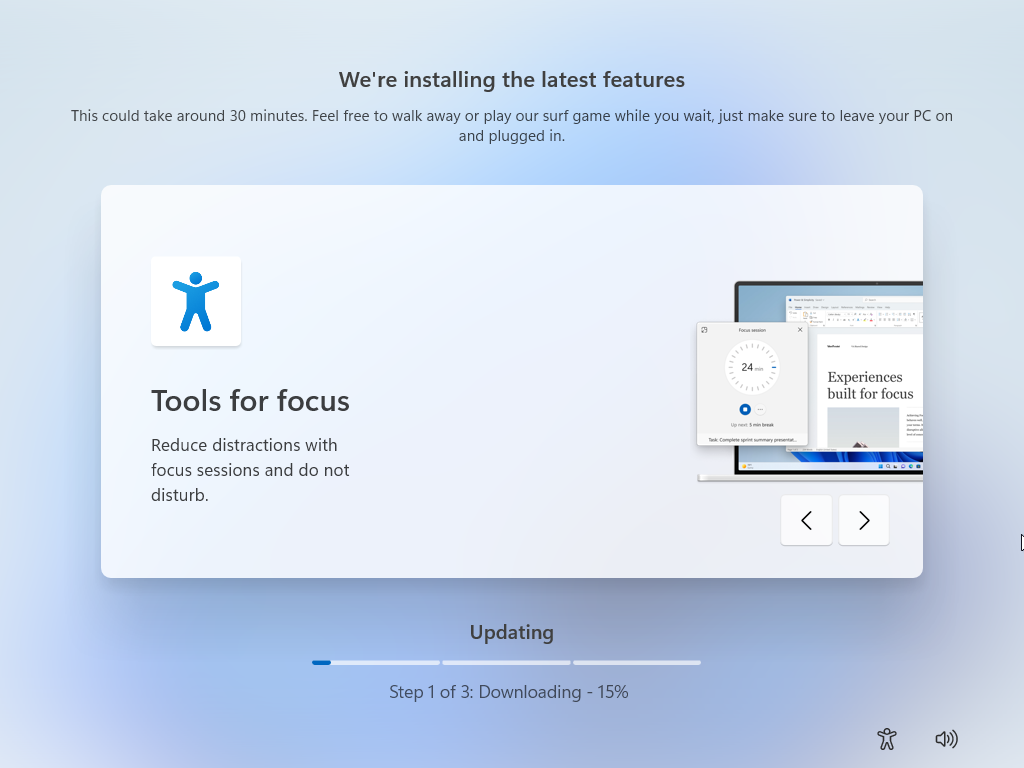 We're installing the latest features
This could take around 30 minutes. Feel free to walk away or play our surf game while you wait, just make sure to leave your PC on
and plugged in.
Tools for focus
Reduce distractions with
focus sessions and do not
disturb.
Focus session
24 min
Up next: 5 min break
Task: Complete sprint summary presentat...
Experiences
built for focus
Updating
Step 1 of 3: Downloading - 15%